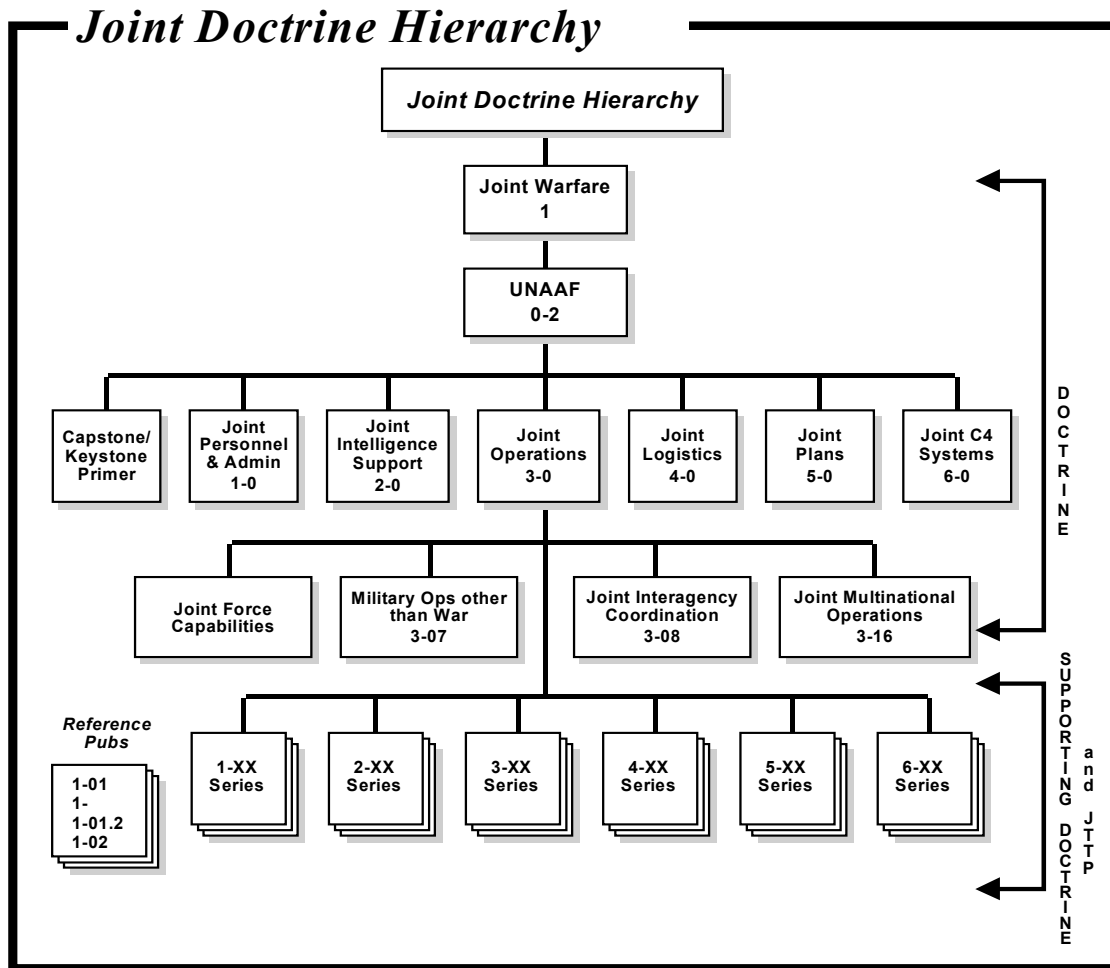 Joint Doctrine Hierarchy
Joint Doctrine Hierarchy
Joint Warfare
1
UNAAF
0-2
Capstone/
Keystone
Primer
Joint
Personnel
& Admin
1-0
Joint
Intelligence
Support
2-0
Joint
Operations
3-0
Joint
Logistics
4-0
Joint
Plans
5-0
Joint C4
Systems
6-0
DOCTRINE
Joint Force
Capabilities
Military Ops other
than War
3-07
Joint Interagency
Coordination
3-08
Joint Multinational
Operations
3-16
SUPPORTING DOCTRINE
and JTTP
Reference
Pubs
1-01
1-
1-01.2
1-02
1-XX
Series
2-XX
Series
3-XX
Series
4-XX
Series
5-XX
Series
6-XX
Series